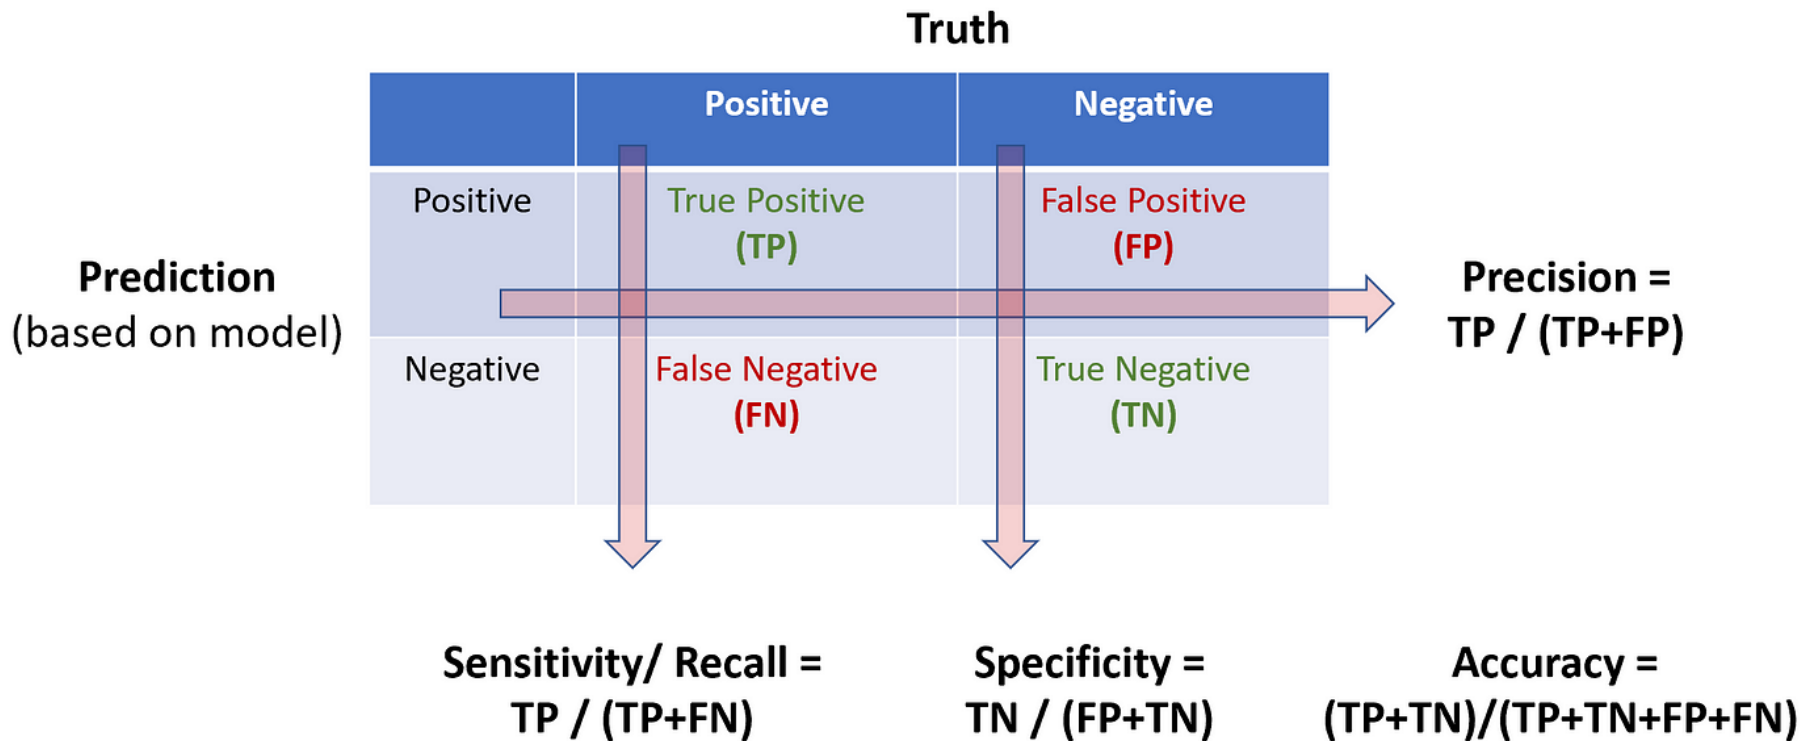 Truth
Positive
Negative
Positive
True Positive
(TP)
False Positive
(FP)
Prediction
(based on model)
Precision =
TP / (TP+FP)
Negative
False Negative
(FN)
True Negative
(TN)
Sensitivity/ Recall =
TP / (TP+FN)
Specificity =
TN / (FP+TN)
Accuracy =
(TP+TN)/(TP+TN+FP+FN)